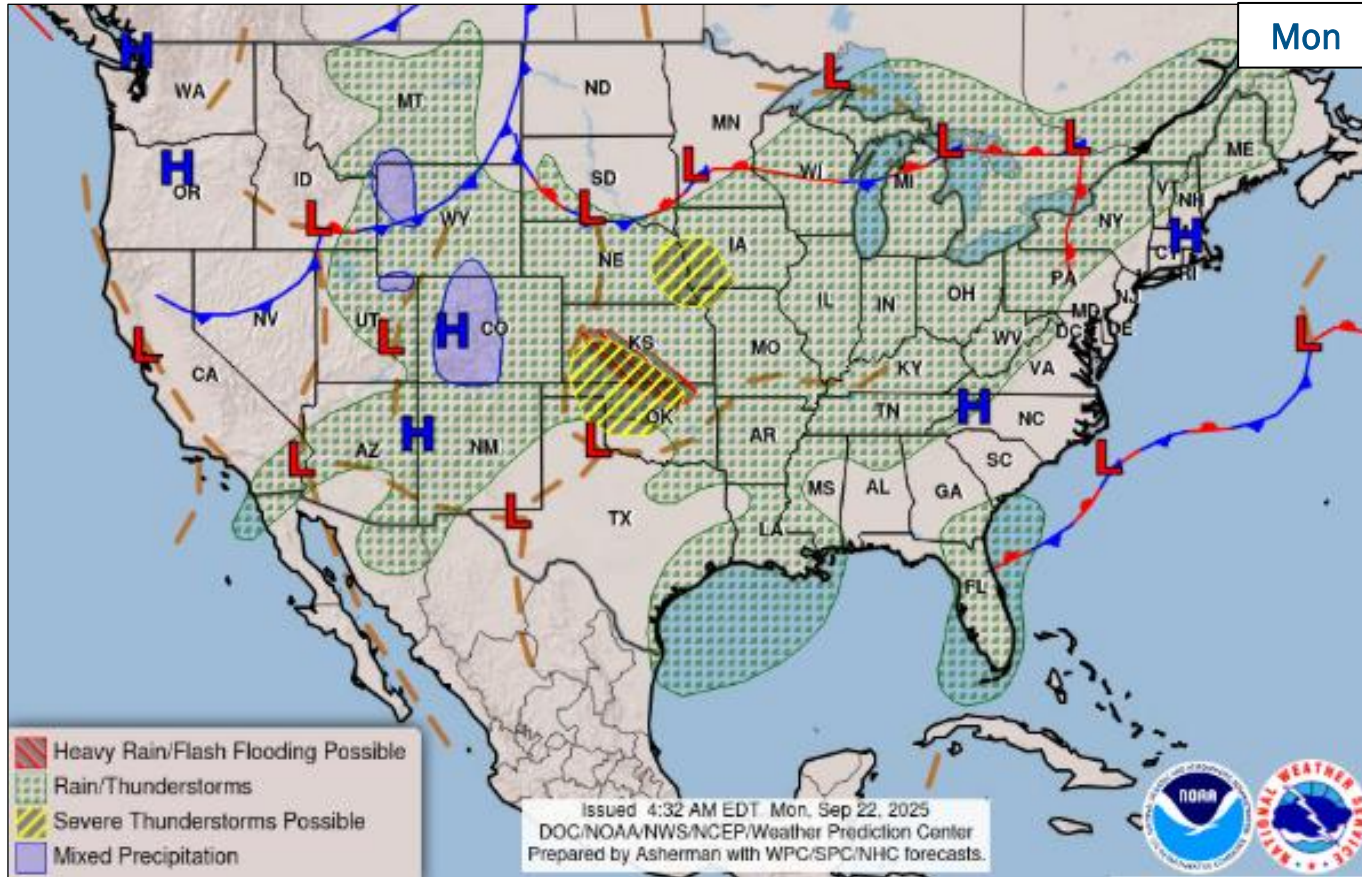 Mon
H
L
WA
MT
ND
MN
L
H
OR
ID
L
WY
SD
L
L
WI
MI
L
L
ME
VT
NH
NY
H
CT
RI
NV
UT
L
H
CO
NE
IA
IL
IN
OH
PA
NJ
MD
DE
DC
WV
VA
L
CA
KS
MO
KY
L
L
AZ
H
NM
OK
L
AR
TN
H
NC
SC
L
L
TX
LA
MS
AL
GA
FL
Heavy Rain/Flash Flooding Possible
Rain/Thunderstorms
Severe Thunderstorms Possible
Mixed Precipitation
Issued 4:32 AM EDT. Mon, Sep 22, 2025
DOC/NOAA/NWS/NCEP/Weather Prediction Center
Prepared by Asherman with WPC/SPC/NHC forecasts.
NOAA
NATIONAL WEATHER SERVICE